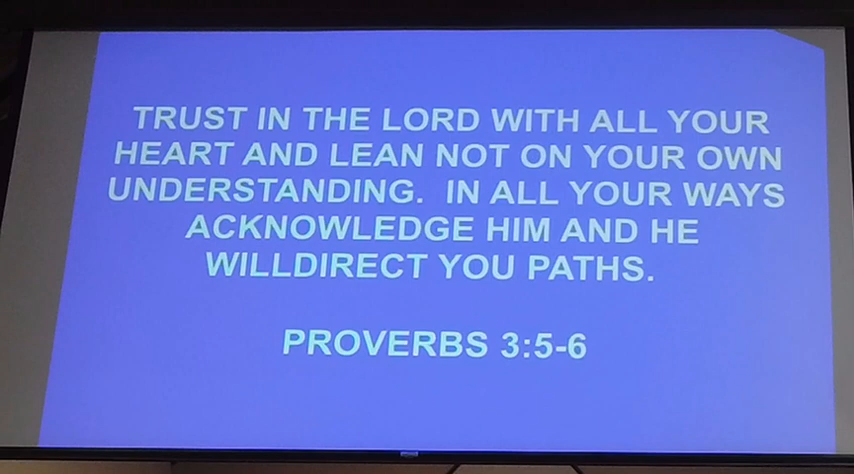 TRUST IN THE LORD WITH ALL YOUR
HEART AND LEAN NOT ON YOUR OWN
UNDERSTANDING.  IN ALL YOUR WAYS
ACKNOWLEDGE HIM AND HE
WILLDIRECT YOU PATHS.
PROVERBS 3:5-6